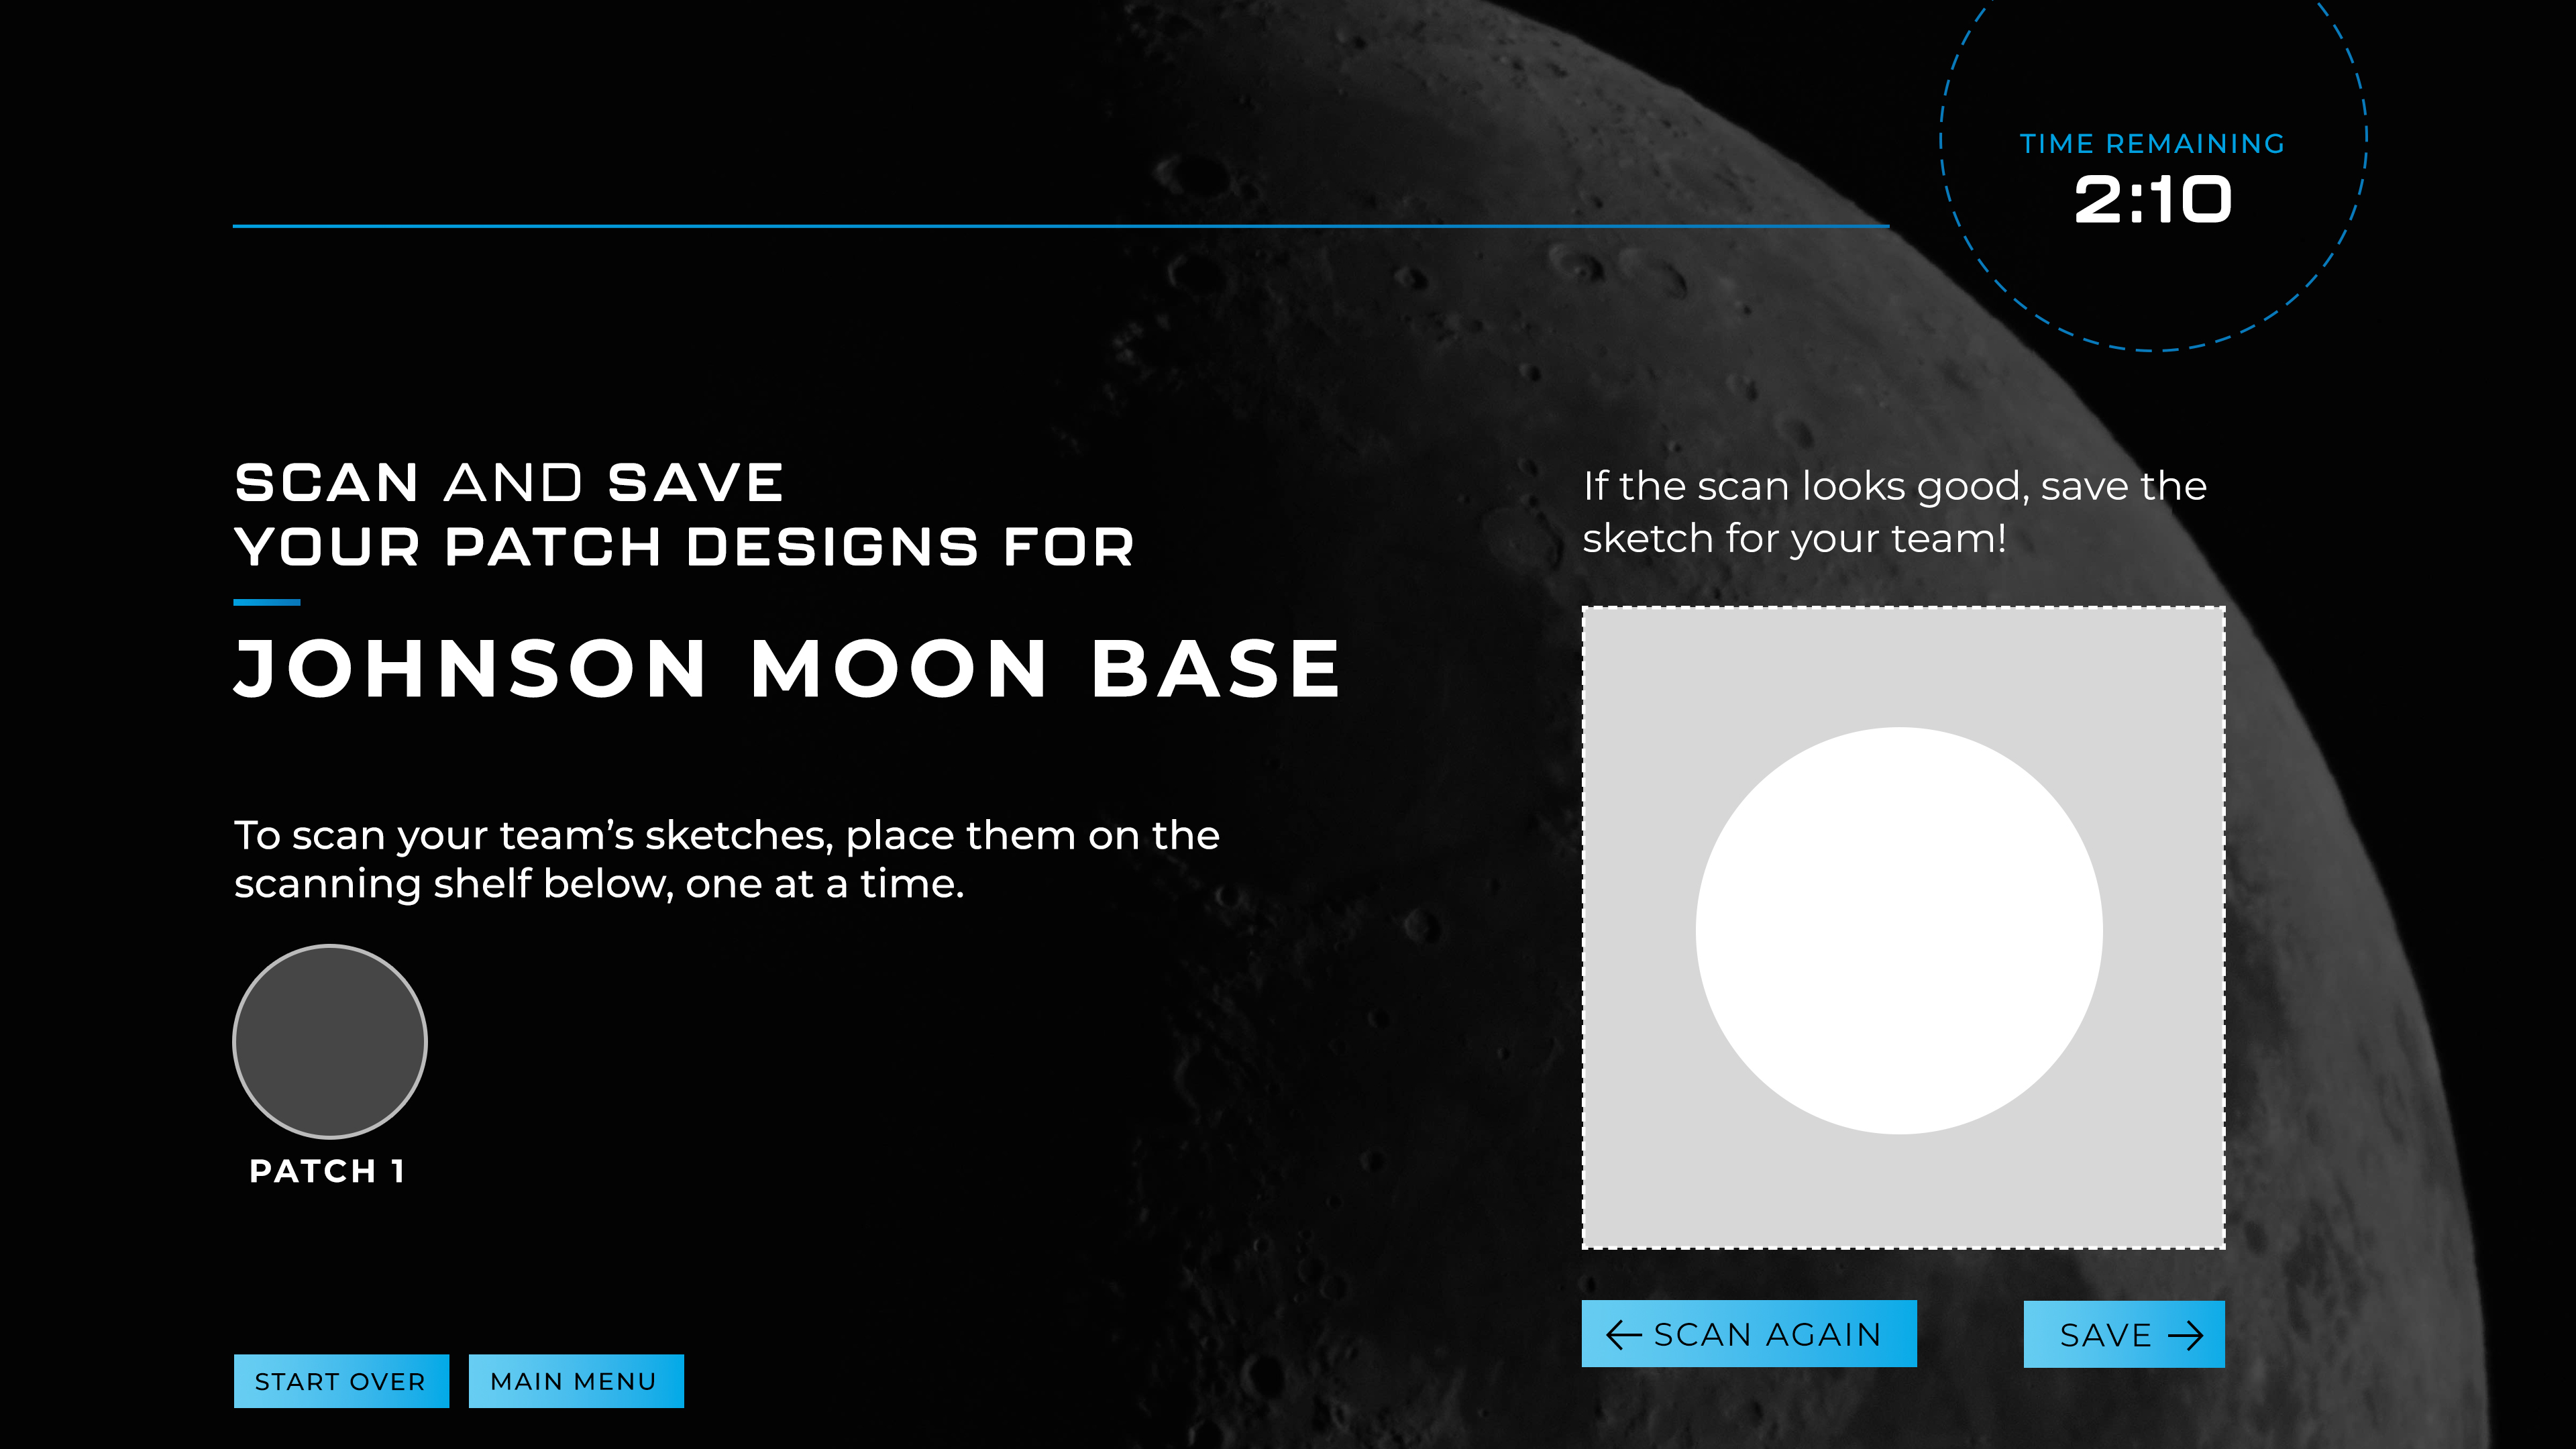 TIME REMAINING
2:10
SCAN AND SAVE
YOUR PATCH DESIGNS FOR
JOHNSON MOON BASE
To scan your team’s sketches, place them on the
scanning shelf below, one at a time.
PATCH 1
START OVER
MAIN MENU
If the scan looks good, save the
sketch for your team!
SCAN AGAIN
SAVE